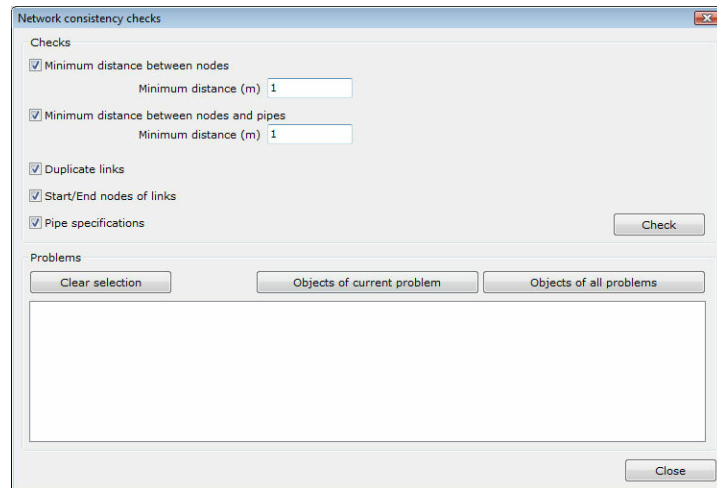 Network consistency checks
Checks
Minimum distance between nodes
Minimum distance (m) 1
Minimum distance between nodes and pipes
Minimum distance (m) 1
Duplicate links
Start/End nodes of links
Pipe specifications
Check
Problems
Clear selection Objects of current problem Objects of all problems
Close